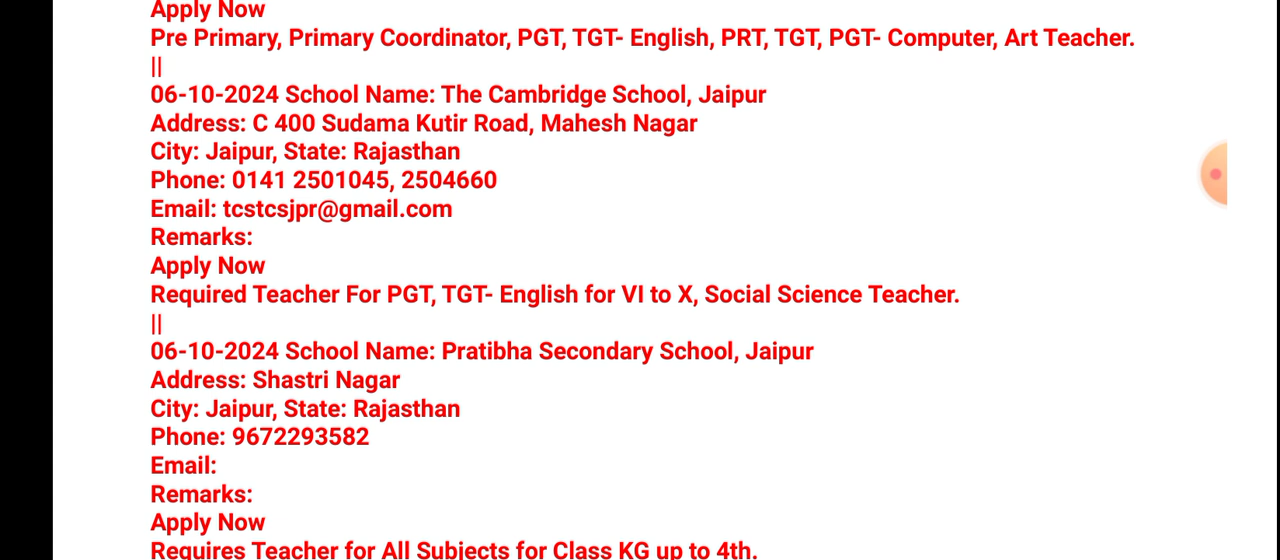 Apply Now
Pre Primary, Primary Coordinator, PGT, TGT- English, PRT, TGT, PGT- Computer, Art Teacher.
||
06-10-2024 School Name: The Cambridge School, Jaipur
Address: C 400 Sudama Kutir Road, Mahesh Nagar
City: Jaipur, State: Rajasthan
Phone: 0141 2501045, 2504660
Email: tcstcsjpr@gmail.com
Remarks:
Apply Now
Required Teacher For PGT, TGT- English for VI to X, Social Science Teacher.
||
06-10-2024 School Name: Pratibha Secondary School, Jaipur
Address: Shastri Nagar
City: Jaipur, State: Rajasthan
Phone: 9672293582
Email:
Remarks:
Apply Now
Requires Teacher for All Subjects for Class KG up to 4th.